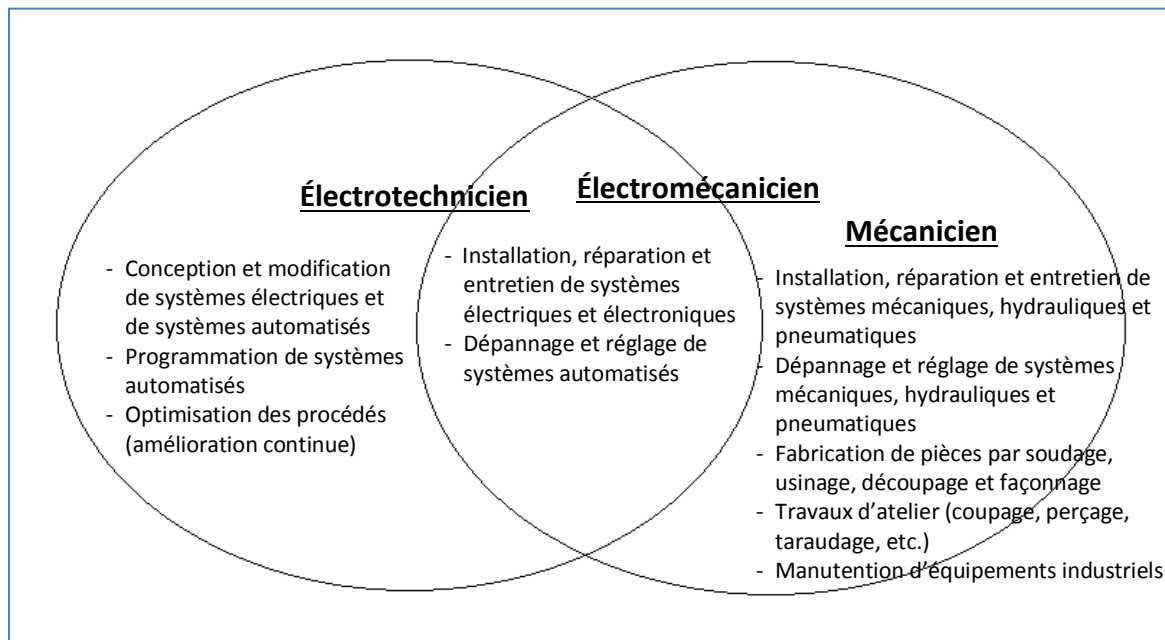 Électrotechnicien
- Conception et modification
de systèmes électriques et
de systèmes automatisés
- Programmation de systèmes
automatisés
- Optimisation des procédés
(amélioration continue)
Électromécanicien
- Installation, réparation et
entretien de systèmes
électriques et électroniques
- Dépannage et réglage de
systèmes automatisés
Mécanicien
- Installation, réparation et entretien de
systèmes mécaniques, hydrauliques et
pneumatiques
- Dépannage et réglage de systèmes
mécaniques, hydrauliques et
pneumatiques
- Fabrication de pièces par soudage,
usinage, découpage et façonnage
- Travaux d’atelier (coupage, perçage,
taraudage, etc.)
- Manutention d’équipements industriels